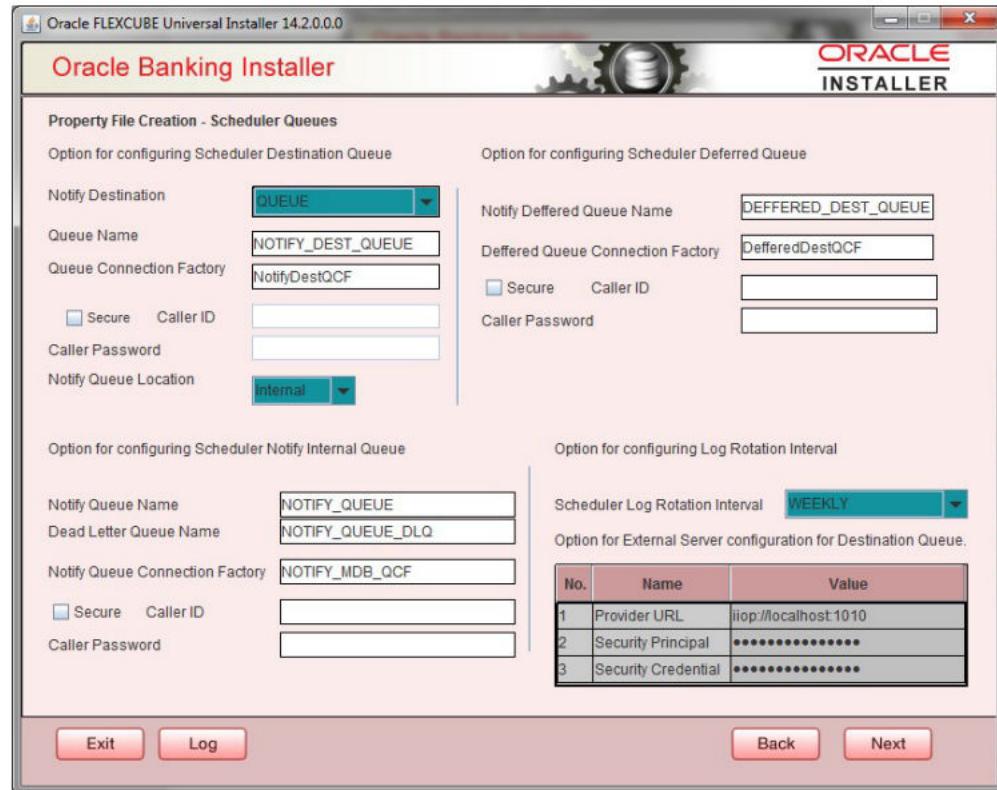 Oracle FLEXCUBE Universal Installer 14.2.0.0.0
Oracle Banking Installer
ORACLE
INSTALLER
Property File Creation - Scheduler Queues
Option for configuring Scheduler Destination Queue
Notify Destination
QUEUE
Queue Name
NOTIFY_DEST_QUEUE
Queue Connection Factory
NotifyDestQCF
Secure Caller ID
Caller Password
Notify Queue Location
Internal
Option for configuring Scheduler Deferred Queue
Notify Deffered Queue Name
DEFFERED_DEST_QUEUE
Deffered Queue Connection Factory
DefferedDestQCF
Secure Caller ID
Caller Password
Option for configuring Scheduler Notify Internal Queue
Notify Queue Name
NOTIFY_QUEUE
Dead Letter Queue Name
NOTIFY_QUEUE_DLQ
Notify Queue Connection Factory
NOTIFY_MDB_QCF
Secure Caller ID
Caller Password
Option for configuring Log Rotation Interval
Scheduler Log Rotation Interval
WEEKLY
Option for External Server configuration for Destination Queue.
No. Name Value
1 Provider URL iiop://localhost:1010
2 Security Principal •••••••••••••••
3 Security Credential •••••••••••••••
Exit Log Back Next